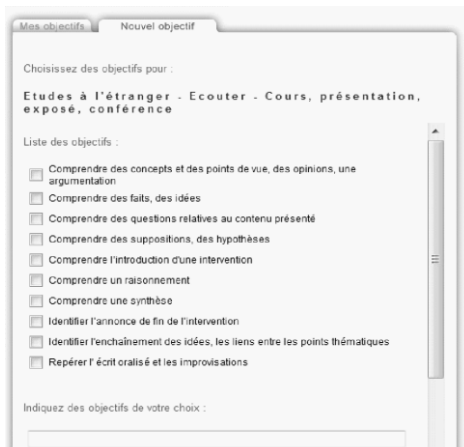 Mes objectifs
Nouvel objectif
Choisissez des objectifs pour :
Etudes à l'étranger - Ecouter - Cours, présentation,
exposé, conférence
Liste des objectifs :
Comprendre des concepts et des points de vue, des opinions, une
argumentation
Comprendre des faits, des idées
Comprendre des questions relatives au contenu présenté
Comprendre des suppositions, des hypothèses
Comprendre l'introduction d'une intervention
Comprendre un raisonnement
Comprendre une synthèse
Identifier l'annonce de fin de l'intervention
Identifier l'enchaînement des idées, les liens entre les points thématiques
Repérer l' écrit oralisé et les improvisations
Indiquez des objectifs de votre choix :